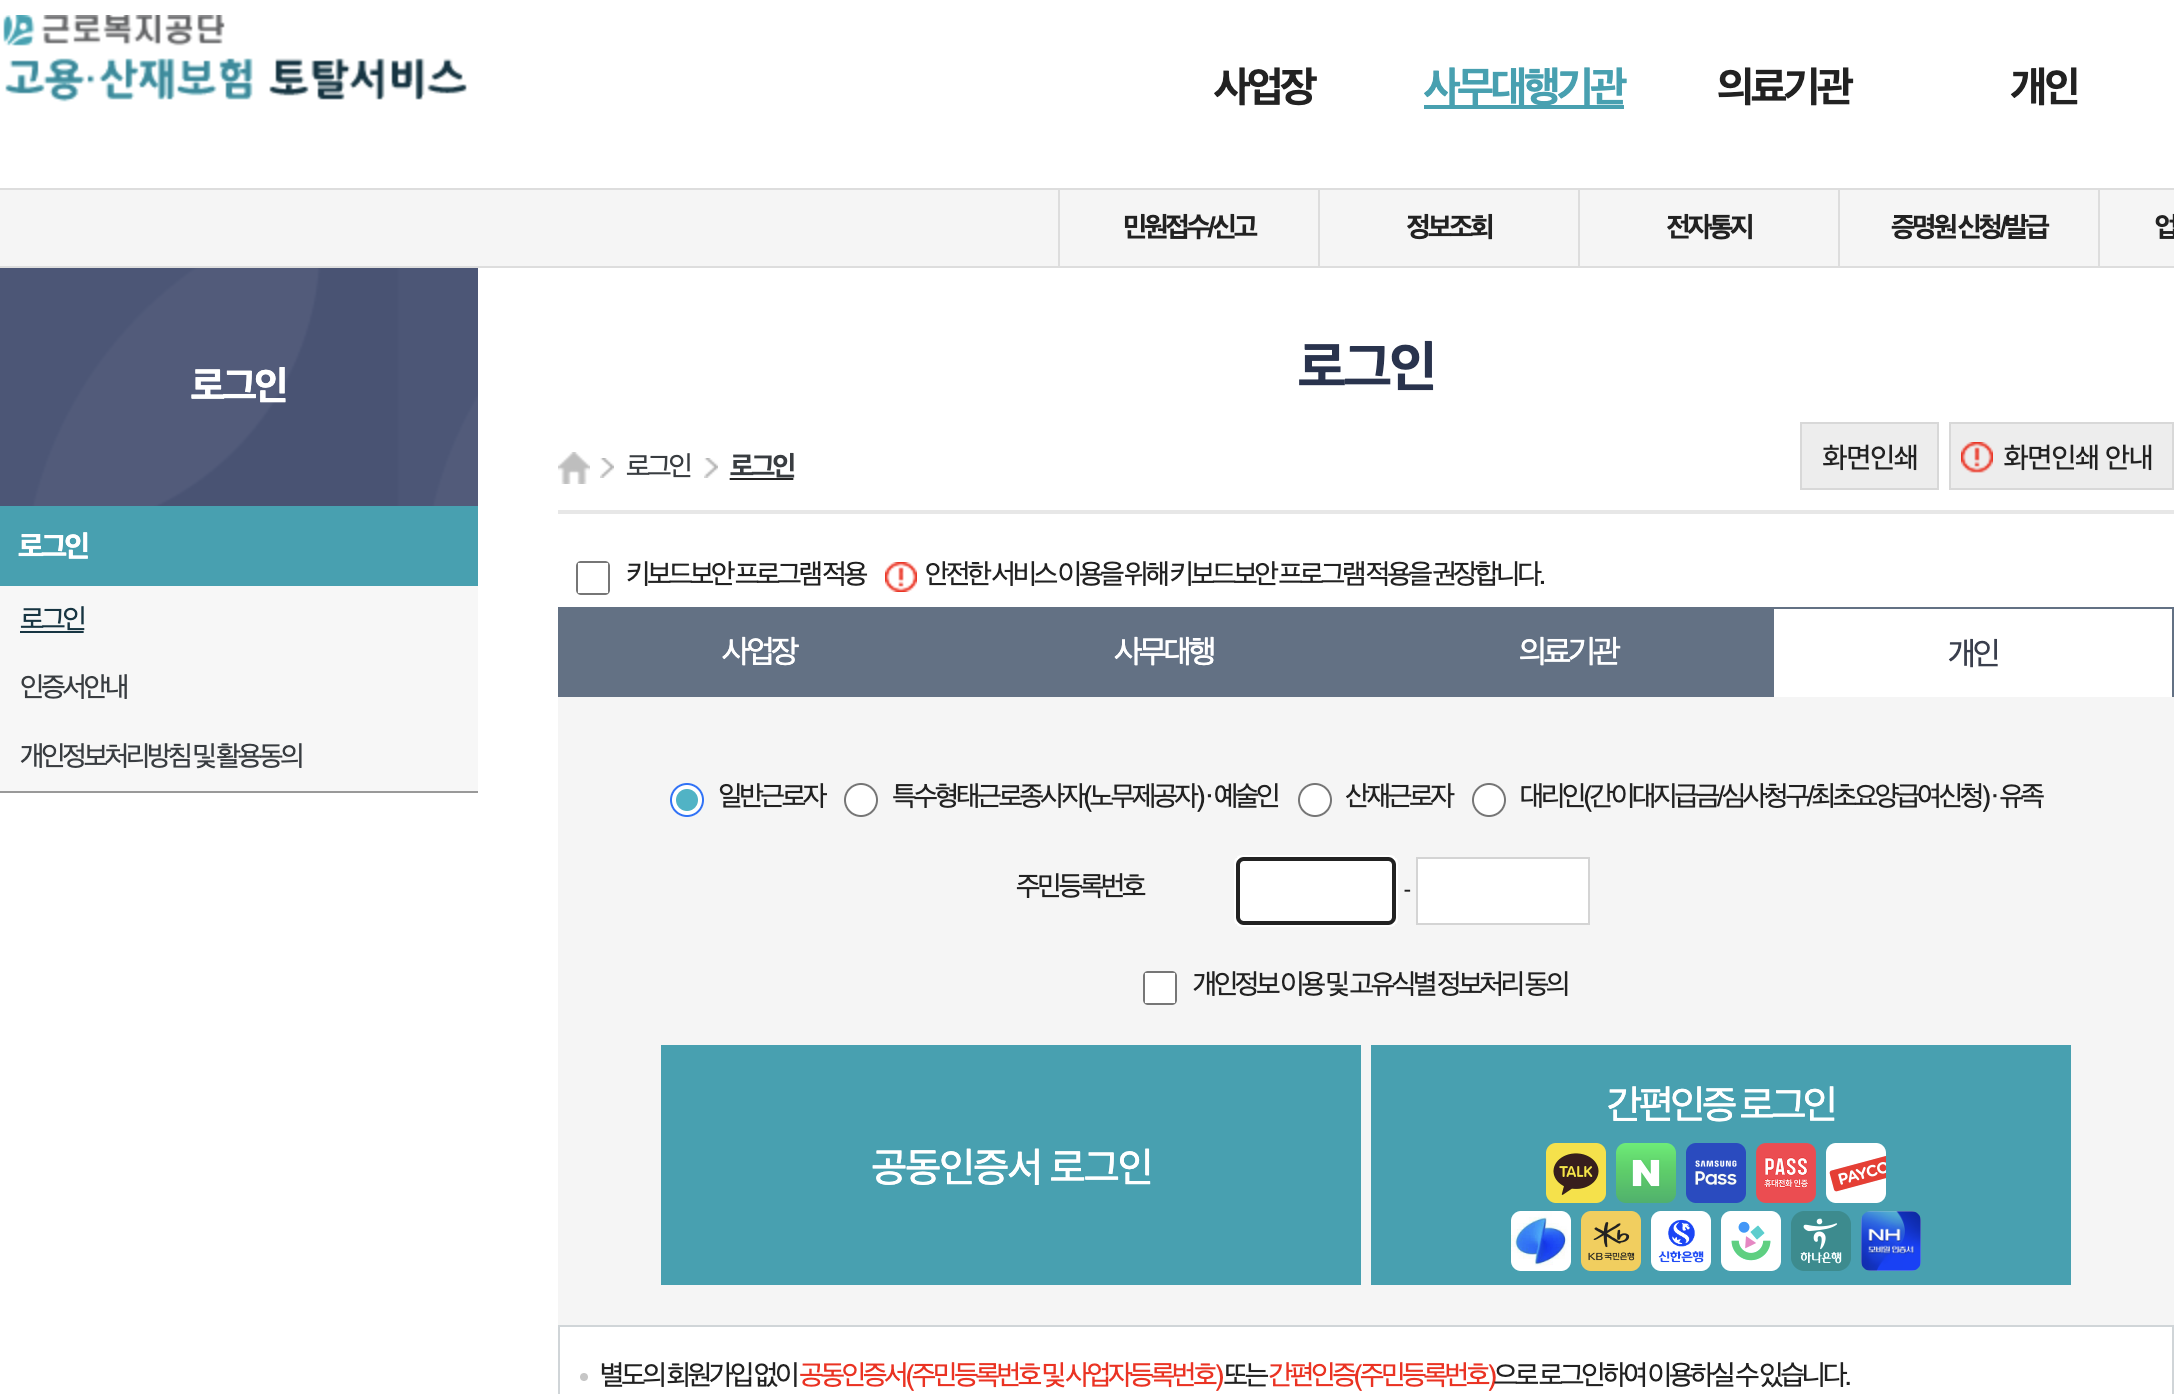 근로복지공단
고용·산재보험 토탈서비스
사업장 사무대행기관 의료기관 개인
민원접수/신고 정보조회 전자통지 증명원 신청/발급
로그인
로그인
로그인
인증서안내
개인정보처리방침 및 활용동의
로그인
로그인 로그인
화면인쇄 화면인쇄 안내
키보드보안 프로그램 적용 안전한 서비스 이용을 위해 키보드보안 프로그램 적용을 권장합니다.
사업장 사무대행 의료기관 개인
일반근로자 특수형태근로종사자(노무제공자)·예술인 산재근로자 대리인(간이대지급금/심사청구/최초요양급여신청)·유족
주민등록번호 -
개인정보 이용 및 고유식별 정보처리 동의
공동인증서 로그인
간편인증 로그인
TALK N SAMSUNG Pass PASS 휴대전화 인증 PAYCO
KB국민은행 신한은행 하나은행 NH 모바일 인증서
별도의 회원가입 없이 공동인증서(주민등록번호 및 사업자등록번호) 또는 간편인증(주민등록번호)으로 로그인하여 이용하실 수 있습니다.